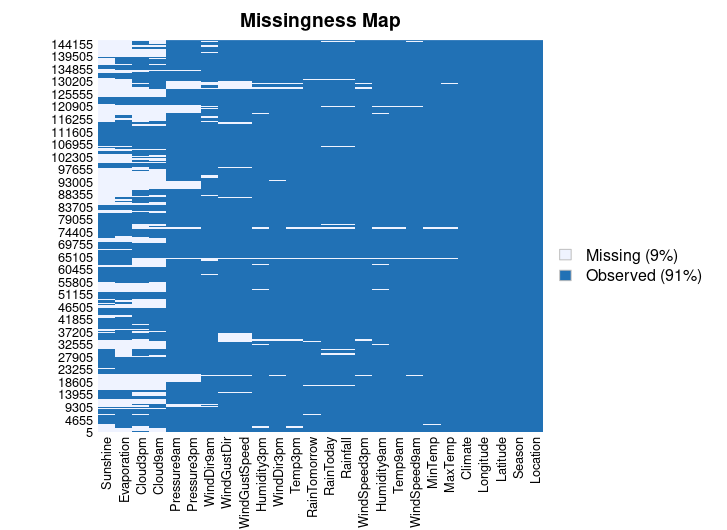 Missingness Map
144155
139505
134855
130205
125555
120905
116255
111605
106955
102305
97655
93005
88355
83705
79055
74405
69755
65105
60455
55805
51155
46505
41855
37205
32555
27905
23255
18605
13955
9305
4655
5
Missing (9%)
Observed (91%)
Sunshine
Evaporation
Cloud3pm
Cloud9am
Pressure9am
Pressure3pm
WindDir9am
WindGustDir
WindGustSpeed
Humidity3pm
WindDir3pm
Temp3pm
RainTomorrow
RainToday
Rainfall
WindSpeed3pm
Humidity9am
Temp9am
WindSpeed9am
MinTemp
MaxTemp
Climate
Longitude
Latitude
Season
Location